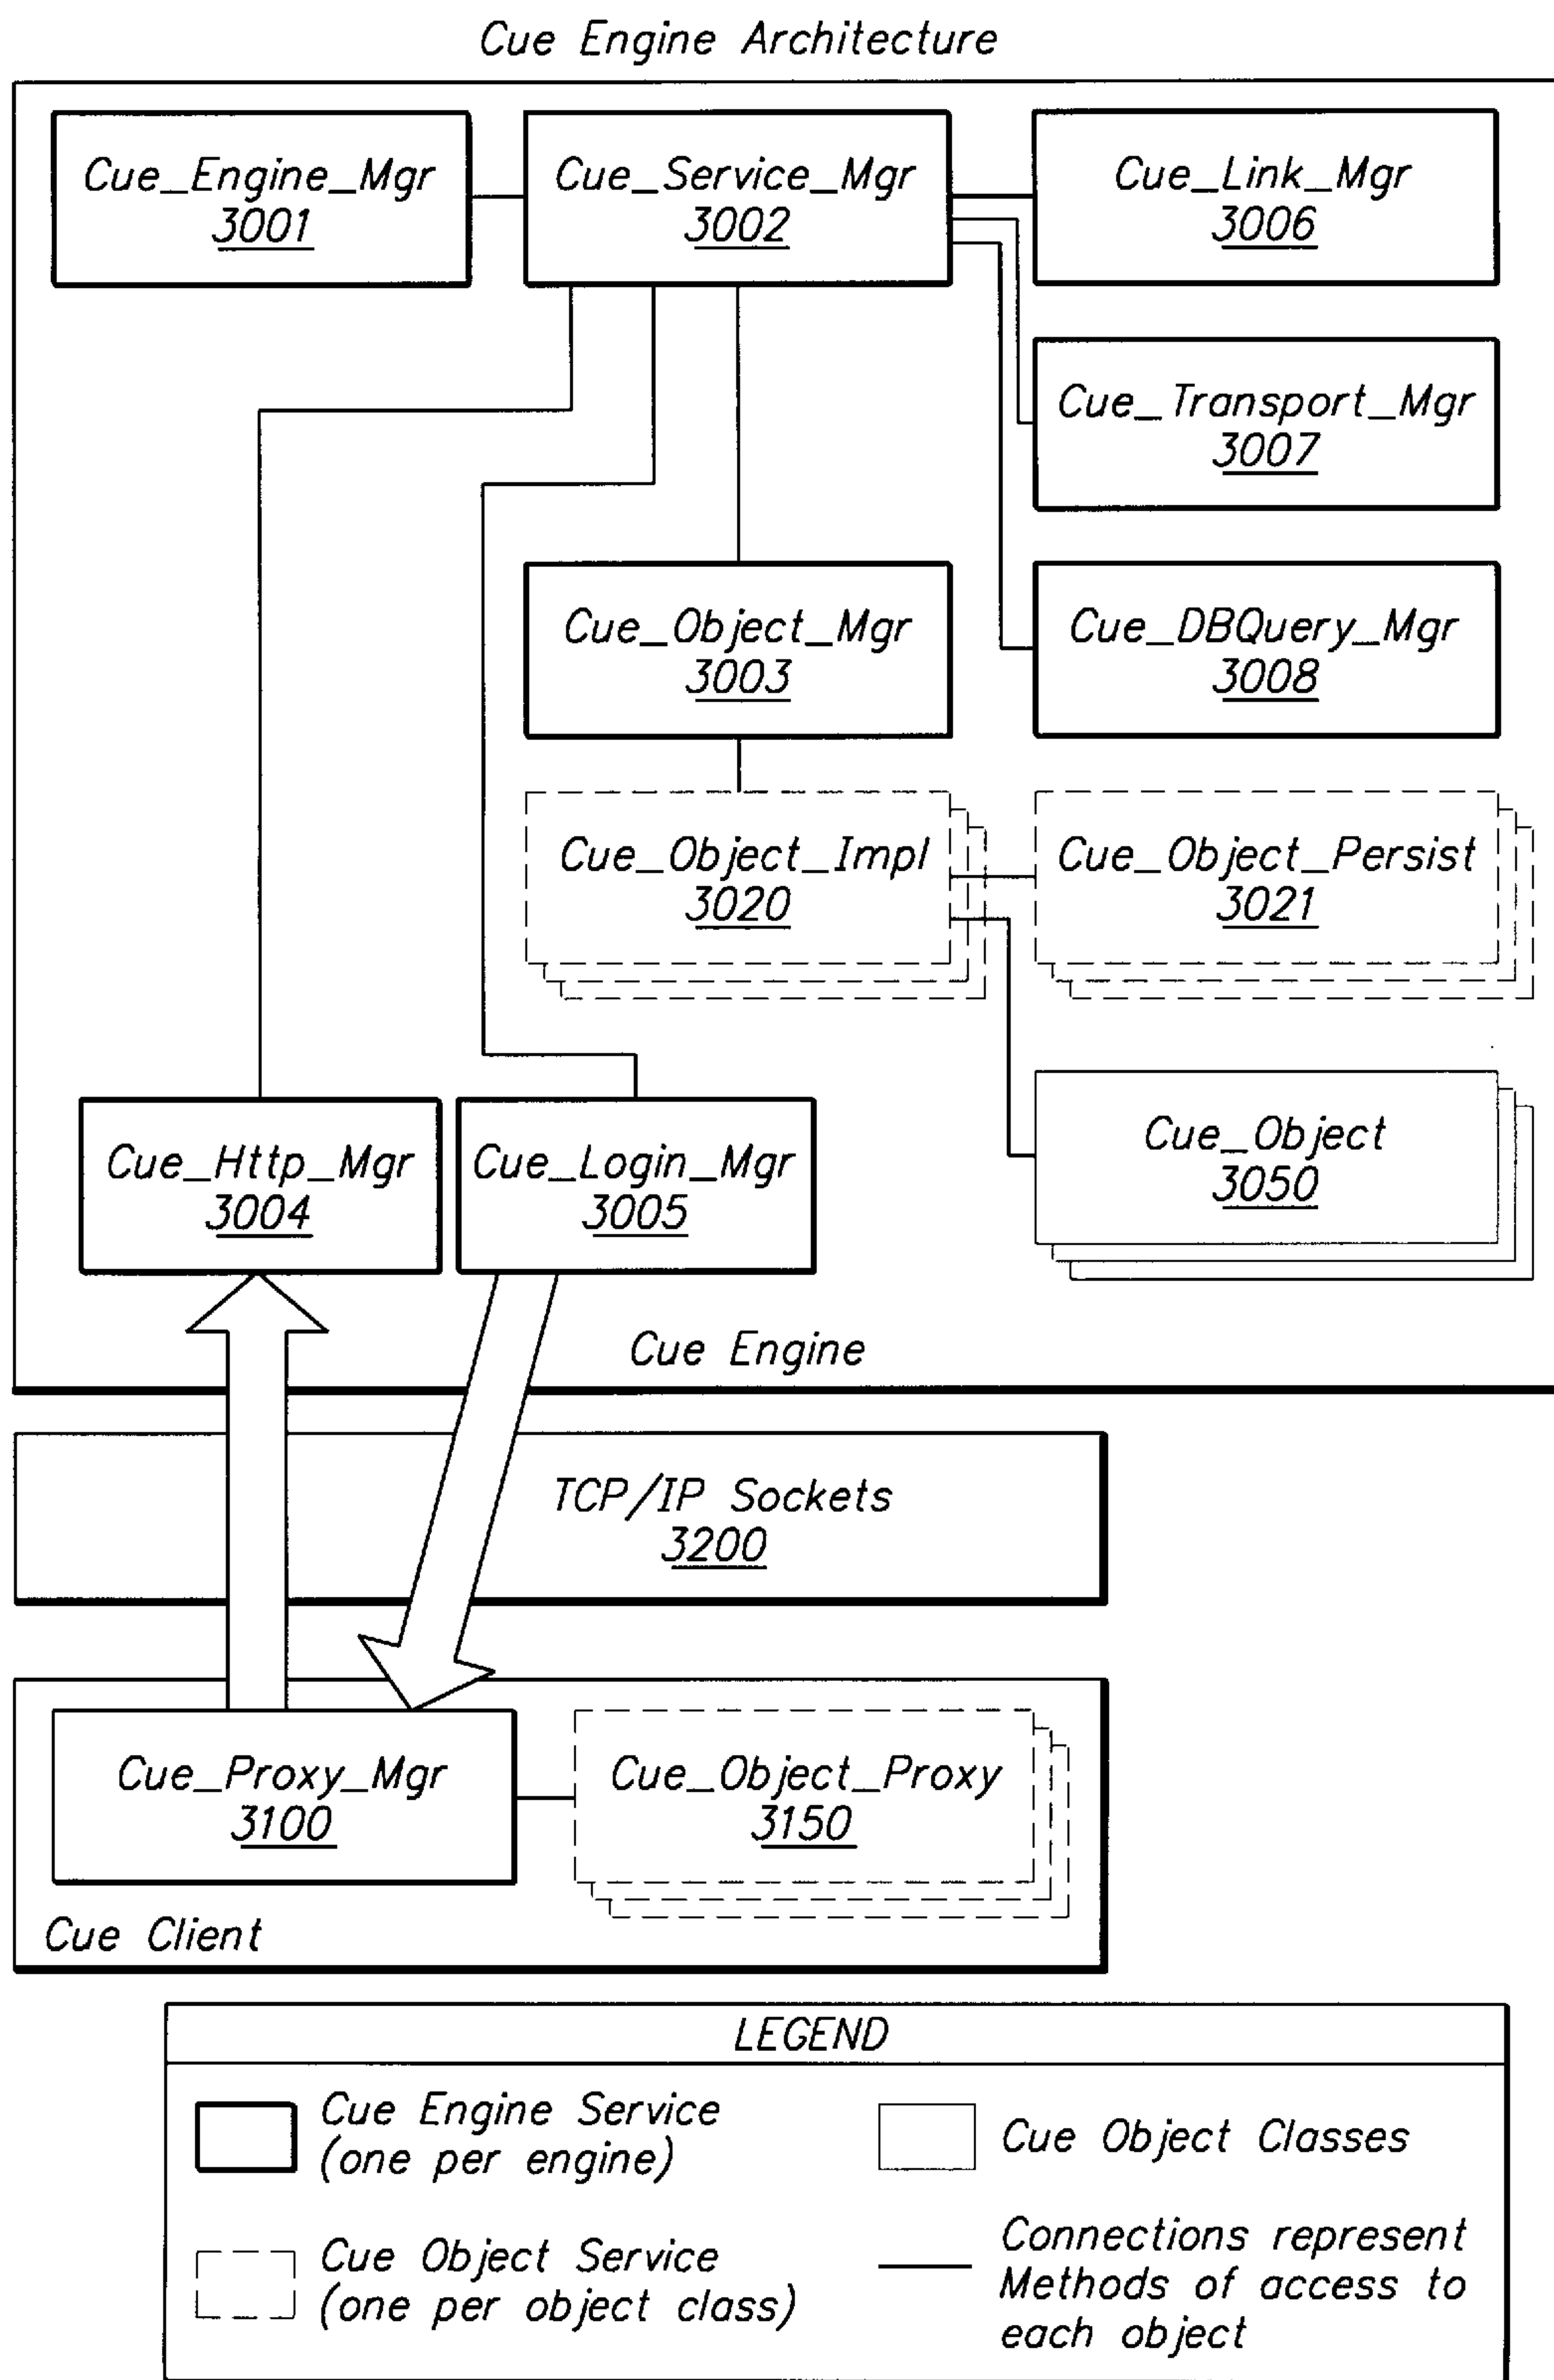 Cue Engine Architecture
Cue_Engine_Mgr
3001
Cue_Service_Mgr
3002
Cue_Link_Mgr
3006
Cue_Transport_Mgr
3007
Cue_Object_Mgr
3003
Cue_DBQuery_Mgr
3008
Cue_Object_Impl
3020
Cue_Object_Persist
3021
Cue_Http_Mgr
3004
Cue_Login_Mgr
3005
Cue_Object
3050
Cue Engine
TCP/IP Sockets
3200
Cue_Proxy_Mgr
3100
Cue_Object_Proxy
3150
Cue Client
LEGEND
Cue Engine Service
(one per engine)
Cue Object Classes
Cue Object Service
(one per object class)
Connections represent
Methods of access to
each object